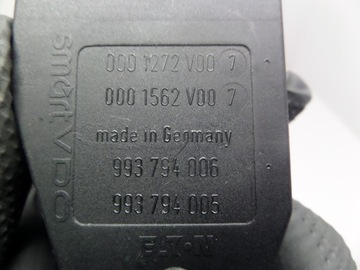 smart VDO
000 1272 V00 7
000 1562 V00 7
made in Germany
993 794 006
993 794 005
EATON